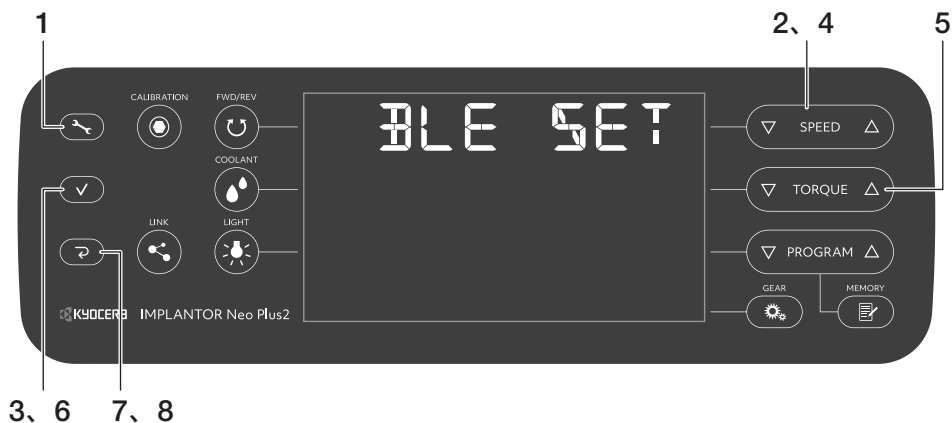 1
2、4
5
CALIBRATION
FWD/REV
BLE SET
SPEED
COOLANT
TORQUE
LINK
LIGHT
PROGRAM
GEAR
MEMORY
KYOCERA IMPLANTOR Neo Plus2
3、6
7、8